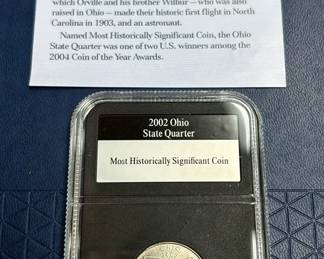 which Orville and his brother Wilbur — who was also
raised in Ohio — made their historic first flight in North
Carolina in 1903, and an astronaut.
Named Most Historically Significant Coin, the Ohio
State Quarter was one of two U.S. winners among the
2004 Coin of the Year Awards.
2002 Ohio
State Quarter
Most Historically Significant Coin